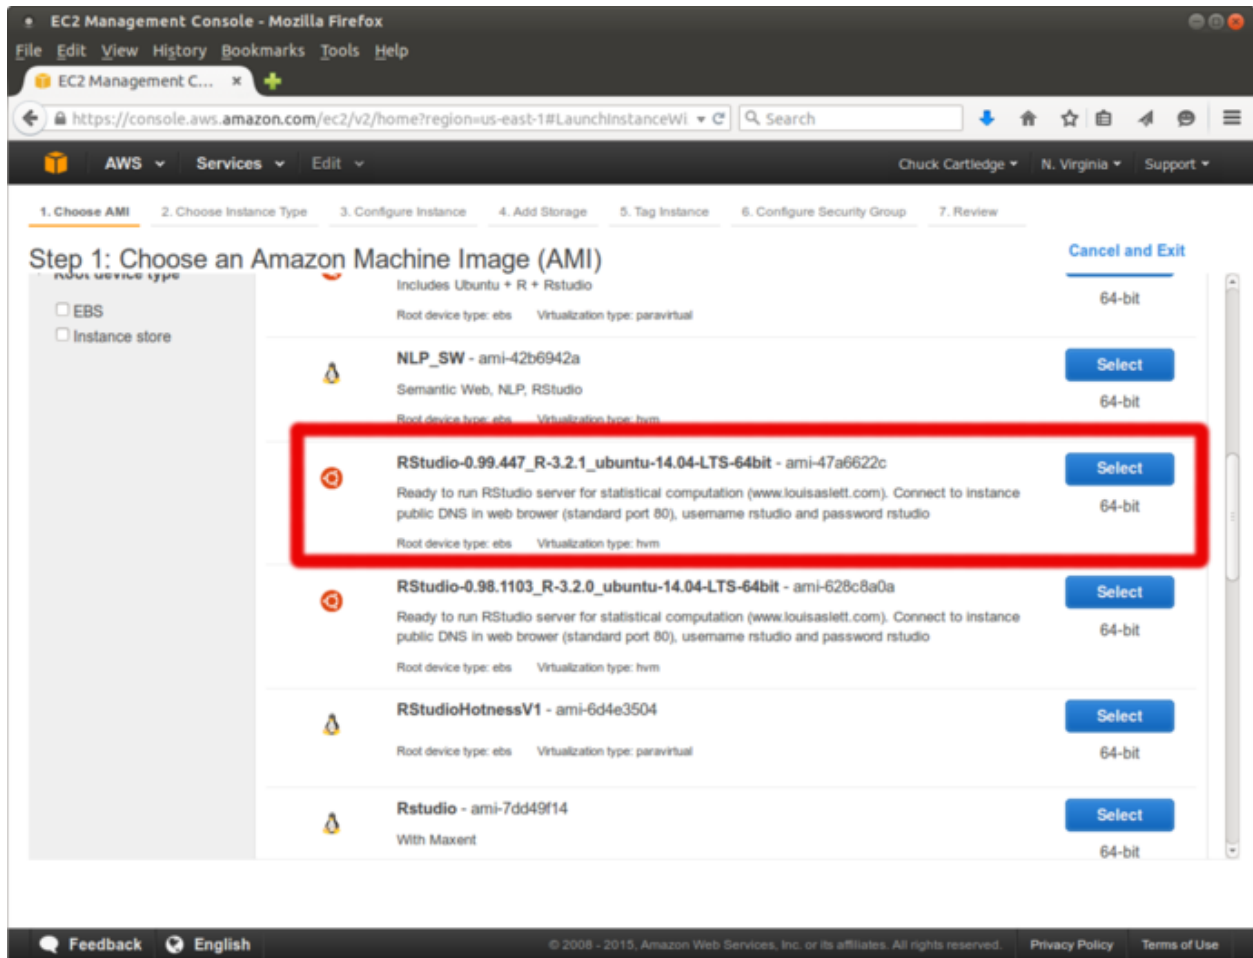 EC2 Management Console - Mozilla Firefox
File Edit View History Bookmarks Tools Help
EC2 Management C... ×
https://console.aws.amazon.com/ec2/v2/home?region=us-east-1#LaunchInstanceWi Search
AWS Services Edit Chuck Cartledge N. Virginia Support
1. Choose AMI 2. Choose Instance Type 3. Configure Instance 4. Add Storage 5. Tag Instance 6. Configure Security Group 7. Review
Step 1: Choose an Amazon Machine Image (AMI) Cancel and Exit
Root device type
EBS
Instance store
Includes Ubuntu + R + Rstudio
64-bit
Root device type: ebs Virtualization type: paravirtual
NLP_SW - ami-42b6942a
Select
Semantic Web, NLP, RStudio
64-bit
Root device type: ebs Virtualization type: hvm
RStudio-0.99.447_R-3.2.1_ubuntu-14.04-LTS-64bit - ami-47a6622c
Select
Ready to run RStudio server for statistical computation (www.louisaslett.com). Connect to instance
public DNS in web brower (standard port 80), username rstudio and password rstudio
64-bit
Root device type: ebs Virtualization type: hvm
RStudio-0.98.1103_R-3.2.0_ubuntu-14.04-LTS-64bit - ami-628c8a0a
Select
Ready to run RStudio server for statistical computation (www.louisaslett.com). Connect to instance
public DNS in web brower (standard port 80), username rstudio and password rstudio
64-bit
Root device type: ebs Virtualization type: hvm
RStudioHotnessV1 - ami-6d4e3504
Select
Root device type: ebs Virtualization type: paravirtual
64-bit
Rstudio - ami-7dd49f14
Select
With Maxent
64-bit
Feedback English © 2008 - 2015, Amazon Web Services, Inc. or its affiliates. All rights reserved. Privacy Policy Terms of Use